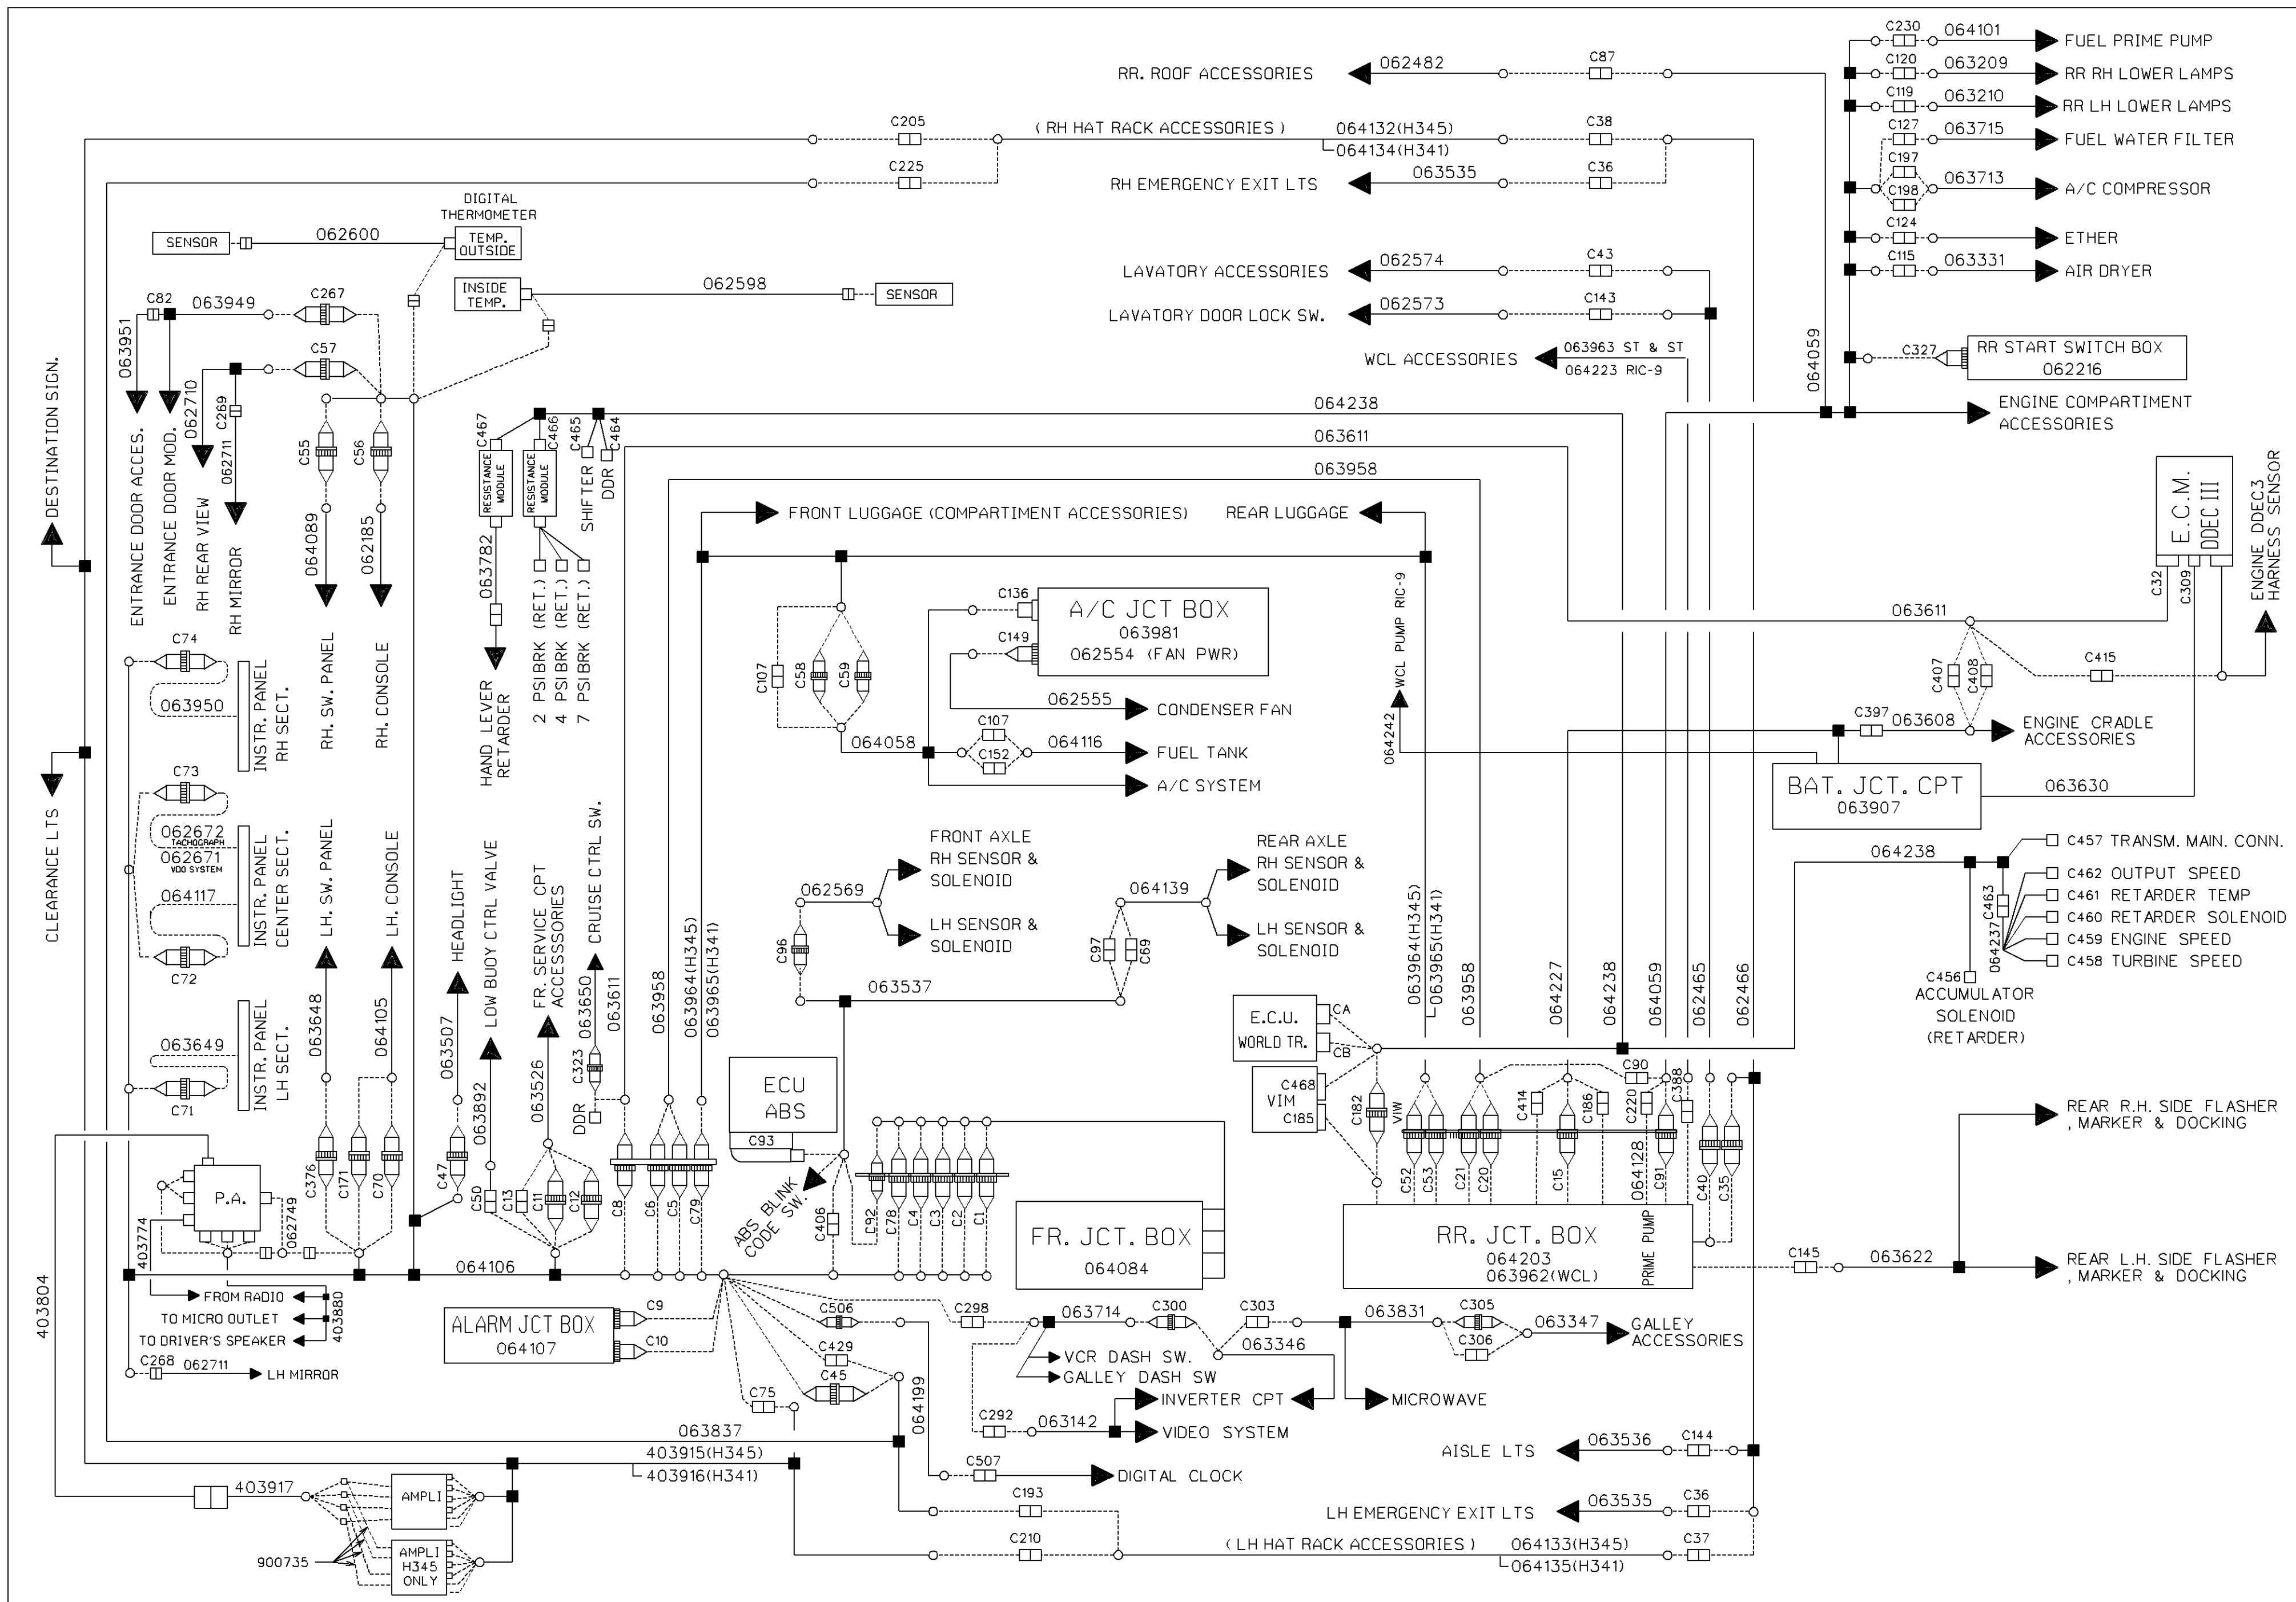 C230 064101 FUEL PRIME PUMP
C120 063209 RR RH LOWER LAMPS
C119 063210 RR LH LOWER LAMPS
C127 063715 FUEL WATER FILTER
C197
C198 063713 A/C COMPRESSOR
C124 ETHER
C115 063331 AIR DRYER
C327 RR START SWITCH BOX
062216
064059
ENGINE COMPARTIMENT
ACCESSORIES
RR. ROOF ACCESSORIES 062482 C87
C205 ( RH HAT RACK ACCESSORIES ) 064132(H345) C38
064134(H341)
C225 RH EMERGENCY EXIT LTS 063535 C36
LAVATORY ACCESSORIES 062574 C43
LAVATORY DOOR LOCK SW. 062573 C143
WCL ACCESSORIES 063963 ST & ST
064223 RIC-9
DIGITAL
THERMOMETER
SENSOR 062600 TEMP.
OUTSIDE
INSIDE
TEMP. 062598 SENSOR
C82 063949 C267
063951
C57
062710
C269
062711
DESTINATION SIGN.
ENTRANCE DOOR ACCES.
ENTRANCE DOOR MOD.
RH REAR VIEW
RH MIRROR
C55
C56
064089
062185
RH. SW. PANEL
RH. CONSOLE
C467
C466
C465
C464
RESISTANCE
MODULE
RESISTANCE
MODULE
SHIFTER
DDR
063782
HAND LEVER
RETARDER
2 PSI BRK (RET.)
4 PSI BRK (RET.)
7 PSI BRK (RET.)
064238
063611
063958
FRONT LUGGAGE (COMPARTIMENT ACCESSORIES) REAR LUGGAGE
C136 A/C JCT BOX
063981
C149 062554 (FAN PWR)
C107
C58
C59
062555 CONDENSER FAN
064058
C107
C152
064116 FUEL TANK
A/C SYSTEM
WCL PUMP RIC-9
064242
E.C.M.
DDEC III
ENGINE DDEC3
HARNESS SENSOR
C32
C309
063611
C407
C408
C415
C397 063608 ENGINE CRADLE
ACCESSORIES
BAT. JCT. CPT
063907
063630
064238
C457 TRANSM. MAIN. CONN.
C462 OUTPUT SPEED
C461 RETARDER TEMP
C460 RETARDER SOLENOID
C459 ENGINE SPEED
C458 TURBINE SPEED
C463
064237
C456
ACCUMULATOR
SOLENOID
(RETARDER)
CLEARANCE LTS
C74
063950
INSTR. PANEL
RH SECT.
C73
062672
TACHOGRAPH
062671
VDO SYSTEM
064117
C72
INSTR. PANEL
CENTER SECT.
063649
C71
INSTR. PANEL
LH SECT.
LH. SW. PANEL
LH. CONSOLE
063648
064105
C376
C171
C70
HEADLIGHT
063507
C47
LOW BUOY CTRL VALVE
063892
C50
FR. SERVICE CPT
ACCESSSORIES
063526
C13
C11
C12
CRUISE CTRL SW.
063650
C323
DDR
063611
C8
063958
C6
C5
063964(H345)
063965(H341)
C79
FRONT AXLE
RH SENSOR &
SOLENOID
062569
LH SENSOR &
SOLENOID
C96
REAR AXLE
RH SENSOR &
SOLENOID
064139
LH SENSOR &
SOLENOID
C97
C69
063537
ECU
ABS
C93
ABS BLINK
CODE SW.
C406
C92
C78
C4
C3
C2
C1
FR. JCT. BOX
064084
E.C.U.
WORLD TR.
CA
CB
C468
VIM
C185
C182
VIW
063964(H345)
063965(H341)
063958
064227
064238
064059
062465
062466
C52
C53
C21
C20
C414
C15
C186
C220
C90
064128
C91
C388
C40
C35
RR. JCT. BOX
064203
063962(WCL)
PRIME PUMP
C145 063622
REAR R.H. SIDE FLASHER
, MARKER & DOCKING
REAR L.H. SIDE FLASHER
, MARKER & DOCKING
P.A.
403774
062749
064106
403804
FROM RADIO
TO MICRO OUTLET
TO DRIVER'S SPEAKER
403880
C268 062711 LH MIRROR
ALARM JCT BOX
064107
C9
C10
C506
C429
C45
C75
064199
C298 063714 C300 C303 063831 C305
C306
063347 GALLEY
ACCESSORIES
VCR DASH SW.
GALLEY DASH SW
063346
INVERTER CPT
MICROWAVE
C292 063142 VIDEO SYSTEM
C507 DIGITAL CLOCK
063837
403915(H345)
403916(H341)
403917 AMPLI
AMPLI
H345
ONLY
900735
AISLE LTS 063536 C144
C193 LH EMERGENCY EXIT LTS 063535 C36
C210 ( LH HAT RACK ACCESSORIES ) 064133(H345) C37
064135(H341)